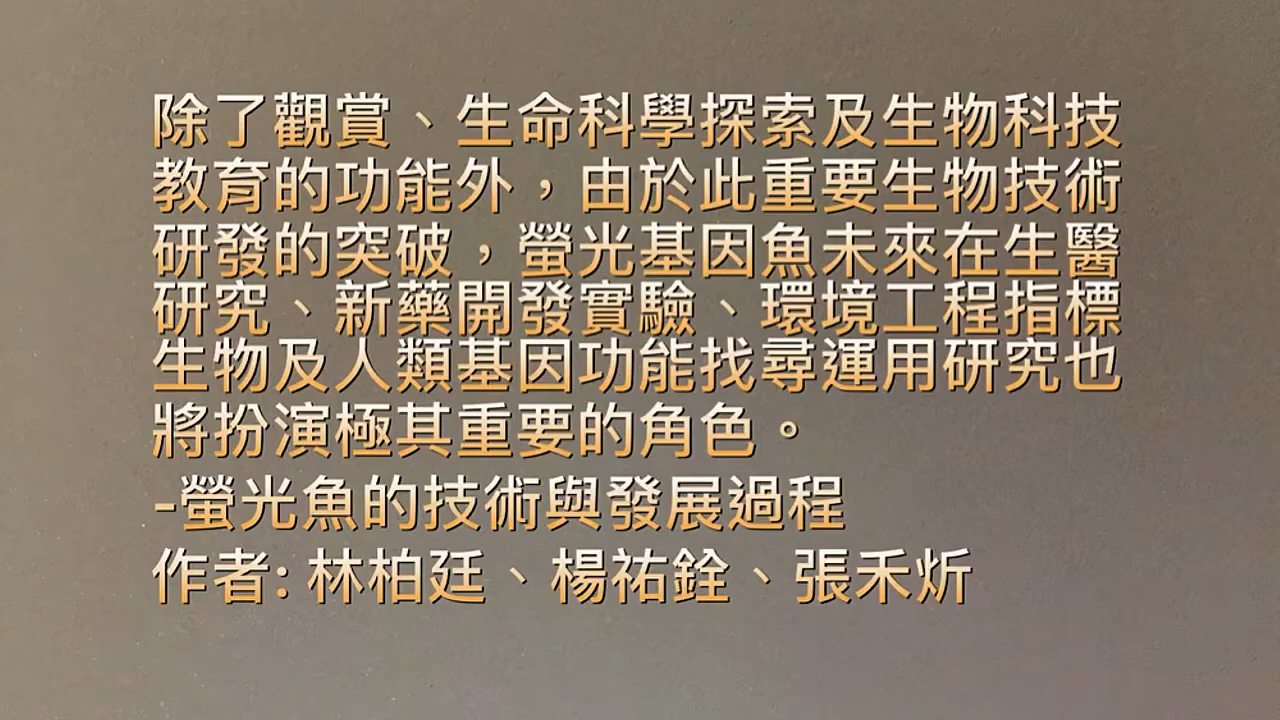 除了觀賞、生命科學探索及生物科技
教育的功能外，由於此重要生物技術
研發的突破，螢光基因魚未來在生醫
研究、新藥開發實驗、環境工程指標
生物及人類基因功能找尋運用研究也
將扮演極其重要的角色。
-螢光魚的技術與發展過程
作者: 林柏廷、楊祐銓、張禾炘